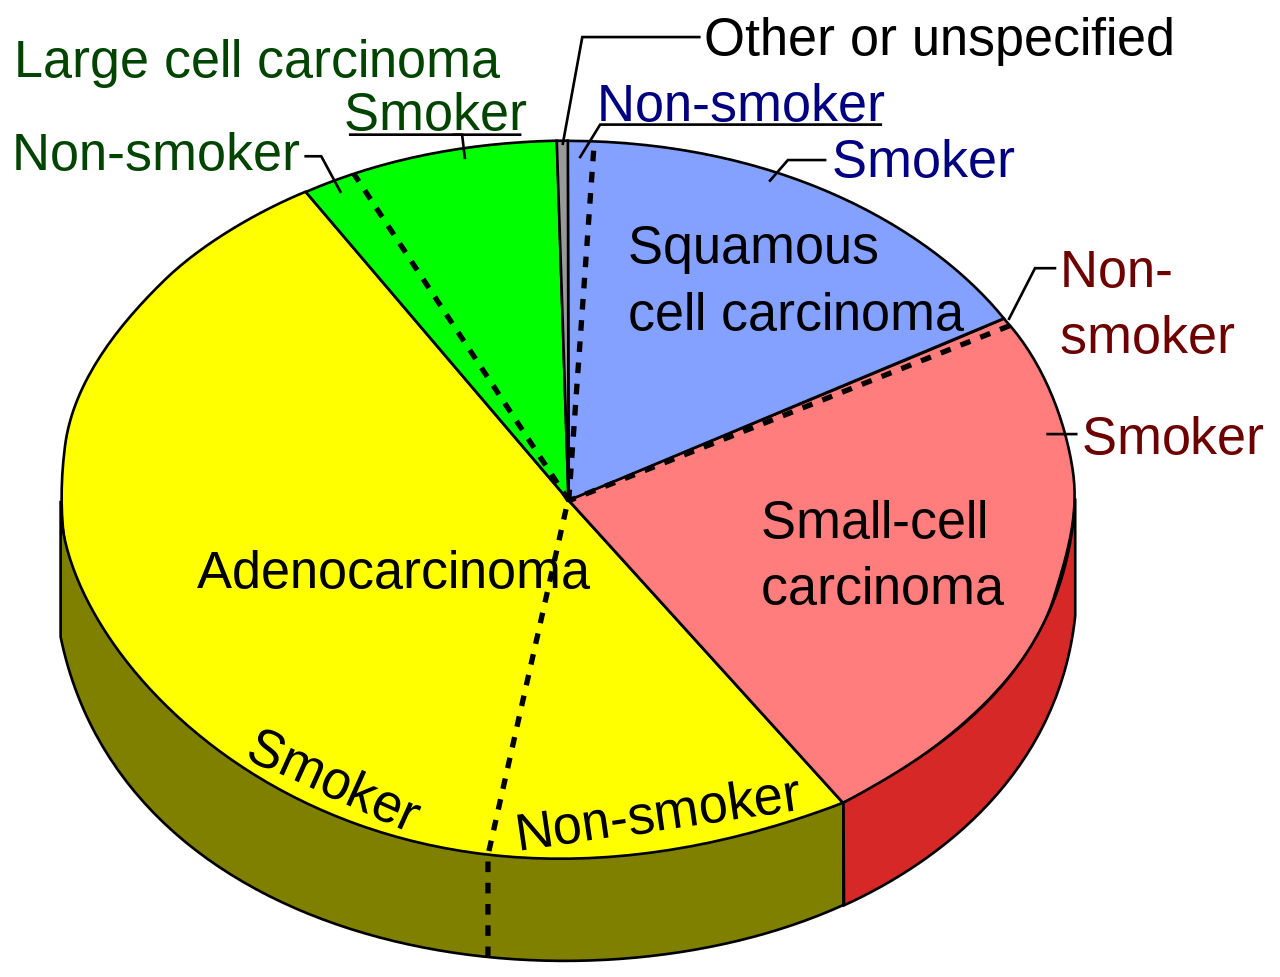 Other or unspecified
Large cell carcinoma
Smoker
Non-smoker
Non-smoker
Smoker
Squamous
cell carcinoma
Non-
smoker
Smoker
Small-cell
carcinoma
Adenocarcinoma
Smoker
Non-smoker